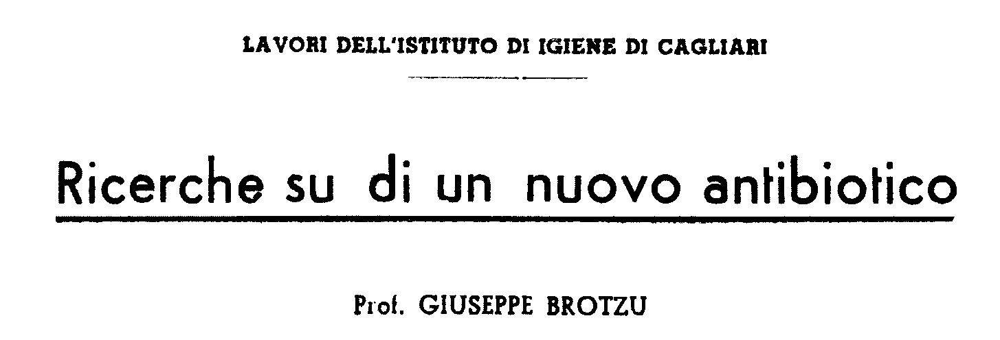 LAVORI DELL'ISTITUTO DI IGIENE DI CAGLIARI
Ricerche su di un nuovo antibiotico
Prof. GIUSEPPE BROTZU